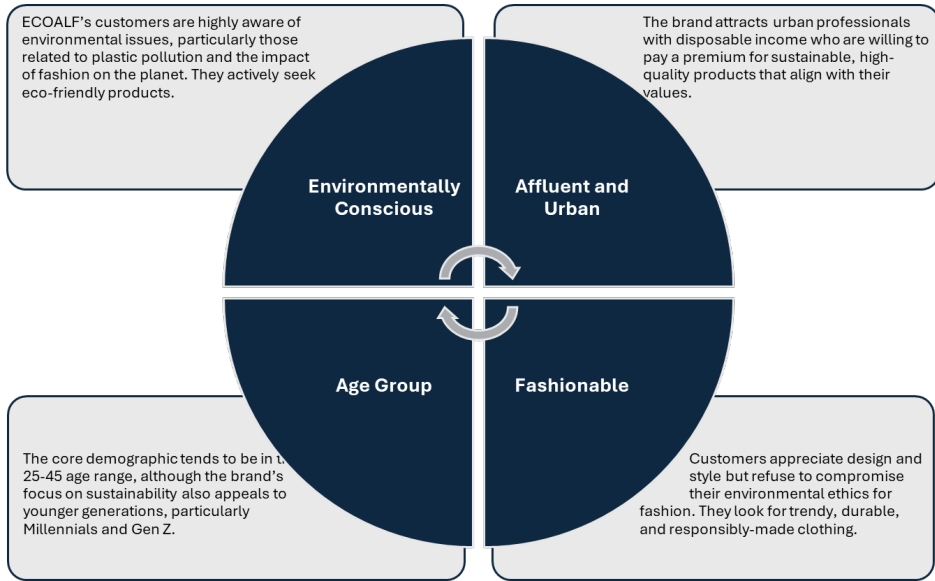 ECOALF's customers are highly aware of
environmental issues, particularly those
related to plastic pollution and the impact
of fashion on the planet. They actively seek
eco-friendly products.
The brand attracts urban professionals
with disposable income who are willing to
pay a premium for sustainable, high-
quality products that align with their
values.
Environmentally
Conscious
Affluent and
Urban
Age Group
Fashionable
The core demographic tends to be in
25-45 age range, although the brand's
focus on sustainability also appeals to
younger generations, particularly
Millennials and Gen Z.
Customers appreciate design and
style but refuse to compromise
their environmental ethics for
fashion. They look for trendy, durable,
and responsibly-made clothing.